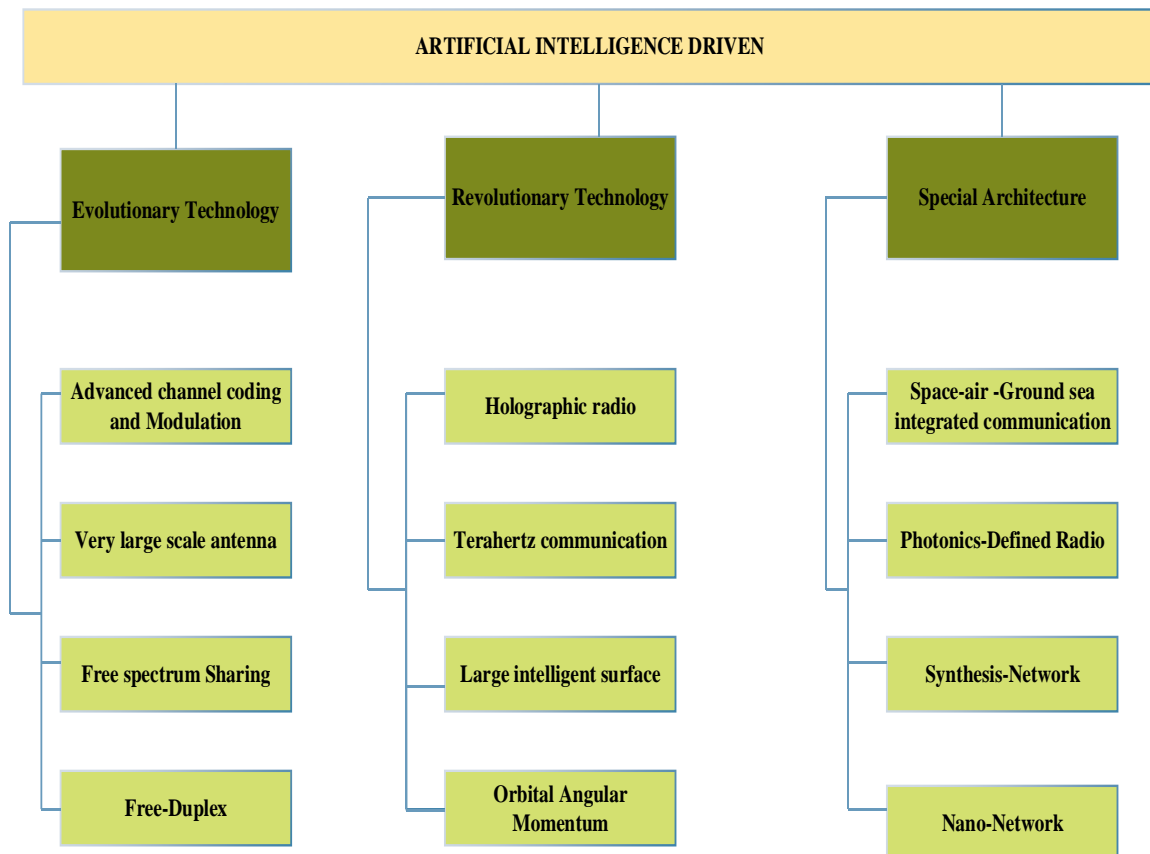 ARTIFICIAL INTELLIGENCE DRIVEN
Evolutionary Technology
Revolutionary Technology
Special Architecture
Advanced channel coding
and Modulation
Holographic radio
Space-air -Ground sea
integrated communication
Very large scale antenna
Terahertz communication
Photonics-Defined Radio
Free spectrum Sharing
Large intelligent surface
Synthesis-Network
Free-Duplex
Orbital Angular
Momentum
Nano-Network